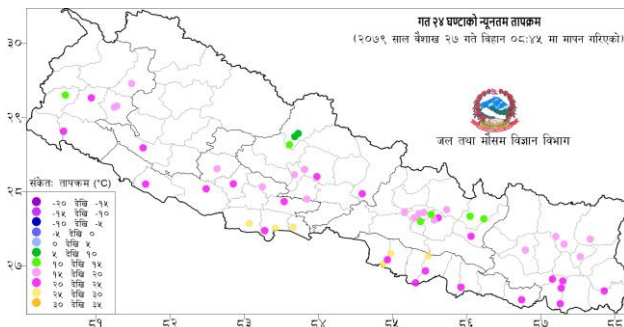 गत २४ घण्टाको न्यूनतम तापक्रम
(२०७९ साल बैशाख २७ गते बिहान ०८:४५ मा मापन गरिएको)
जल तथा मौसम विज्ञान विभाग
३०
२९
२८
२७
संकेतः तापक्रम (°C)
-२० देखि -१५
-१५ देखि -१०
-१० देखि -५
-५ देखि ०
० देखि ५
५ देखि १०
१० देखि १५
१५ देखि २०
२० देखि २५
२५ देखि ३०
३० देखि ३५
८१ ८२ ८३ ८४ ८५ ८६ ८७ ८८